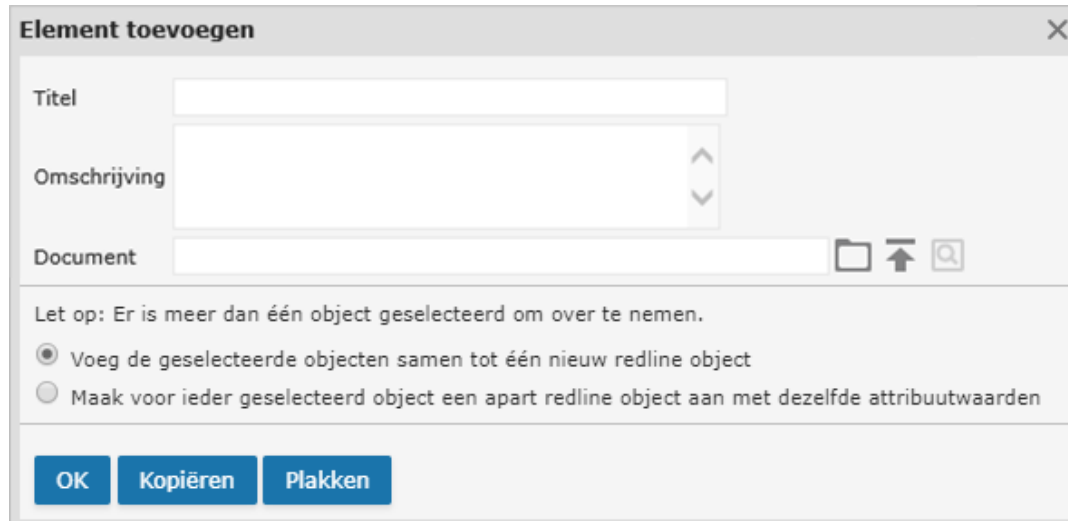 Element toevoegen
Titel
Omschrijving
Document
Let op: Er is meer dan één object geselecteerd om over te nemen.
Voeg de geselecteerde objecten samen tot één nieuw redline object
Maak voor ieder geselecteerd object een apart redline object aan met dezelfde attribuutwaarden
OK Kopiëren Plakken